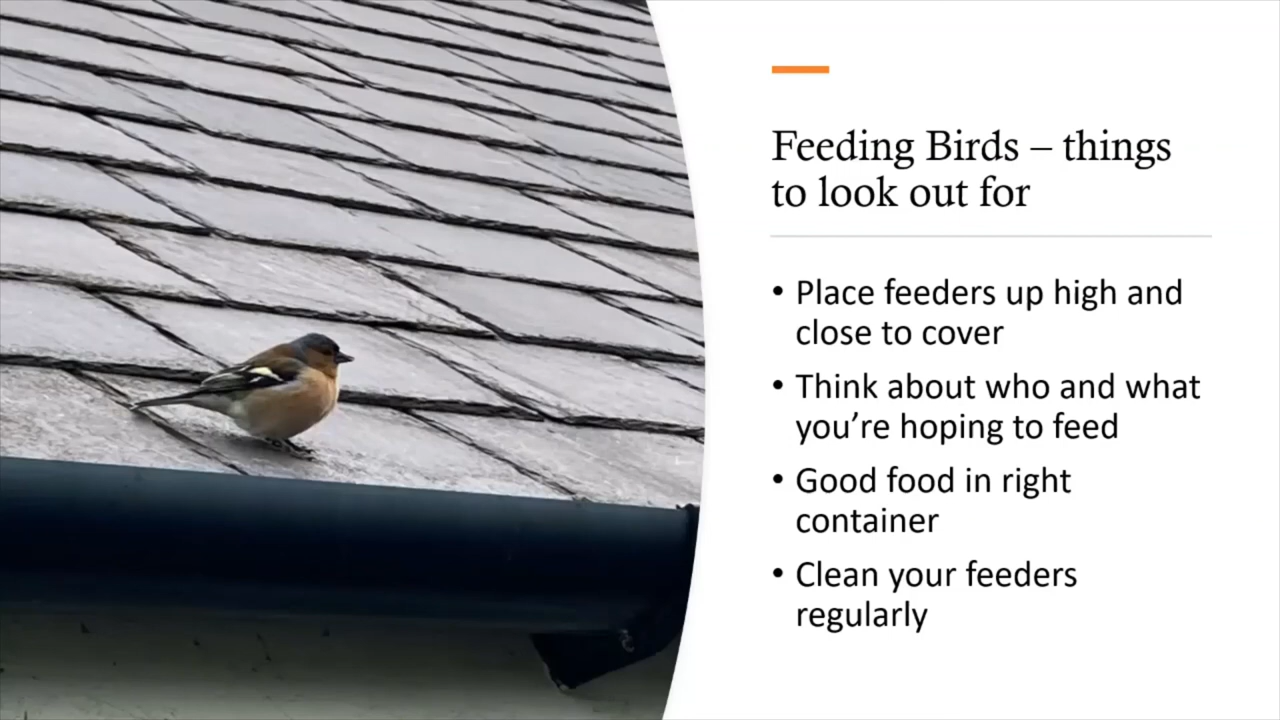 Feeding Birds – things
to look out for
• Place feeders up high and
close to cover
• Think about who and what
you’re hoping to feed
• Good food in right
container
• Clean your feeders
regularly